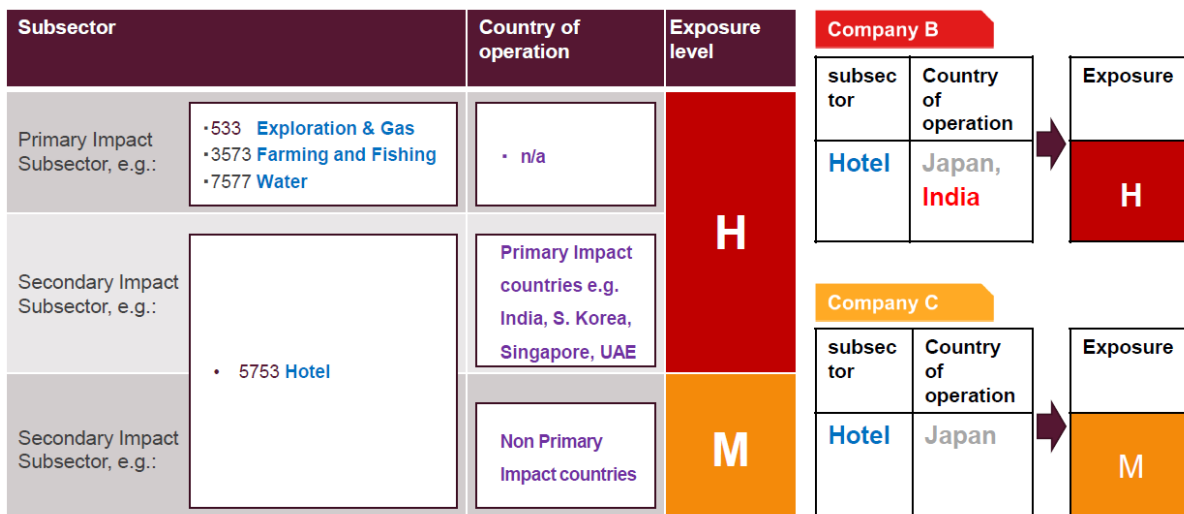 Subsector
Country of
operation
Exposure
level
Primary Impact
Subsector, e.g.:
▪533 Exploration & Gas
▪3573 Farming and Fishing
▪7577 Water
▪ n/a
H
Secondary Impact
Subsector, e.g.:
• 5753 Hotel
Primary Impact
countries e.g.
India, S. Korea,
Singapore, UAE
Secondary Impact
Subsector, e.g.:
Non Primary
Impact countries
M
Company B
subsec
tor
Country
of
operation
Exposure
Hotel
Japan,
India
H
Company C
subsec
tor
Country
of
operation
Exposure
Hotel
Japan
M